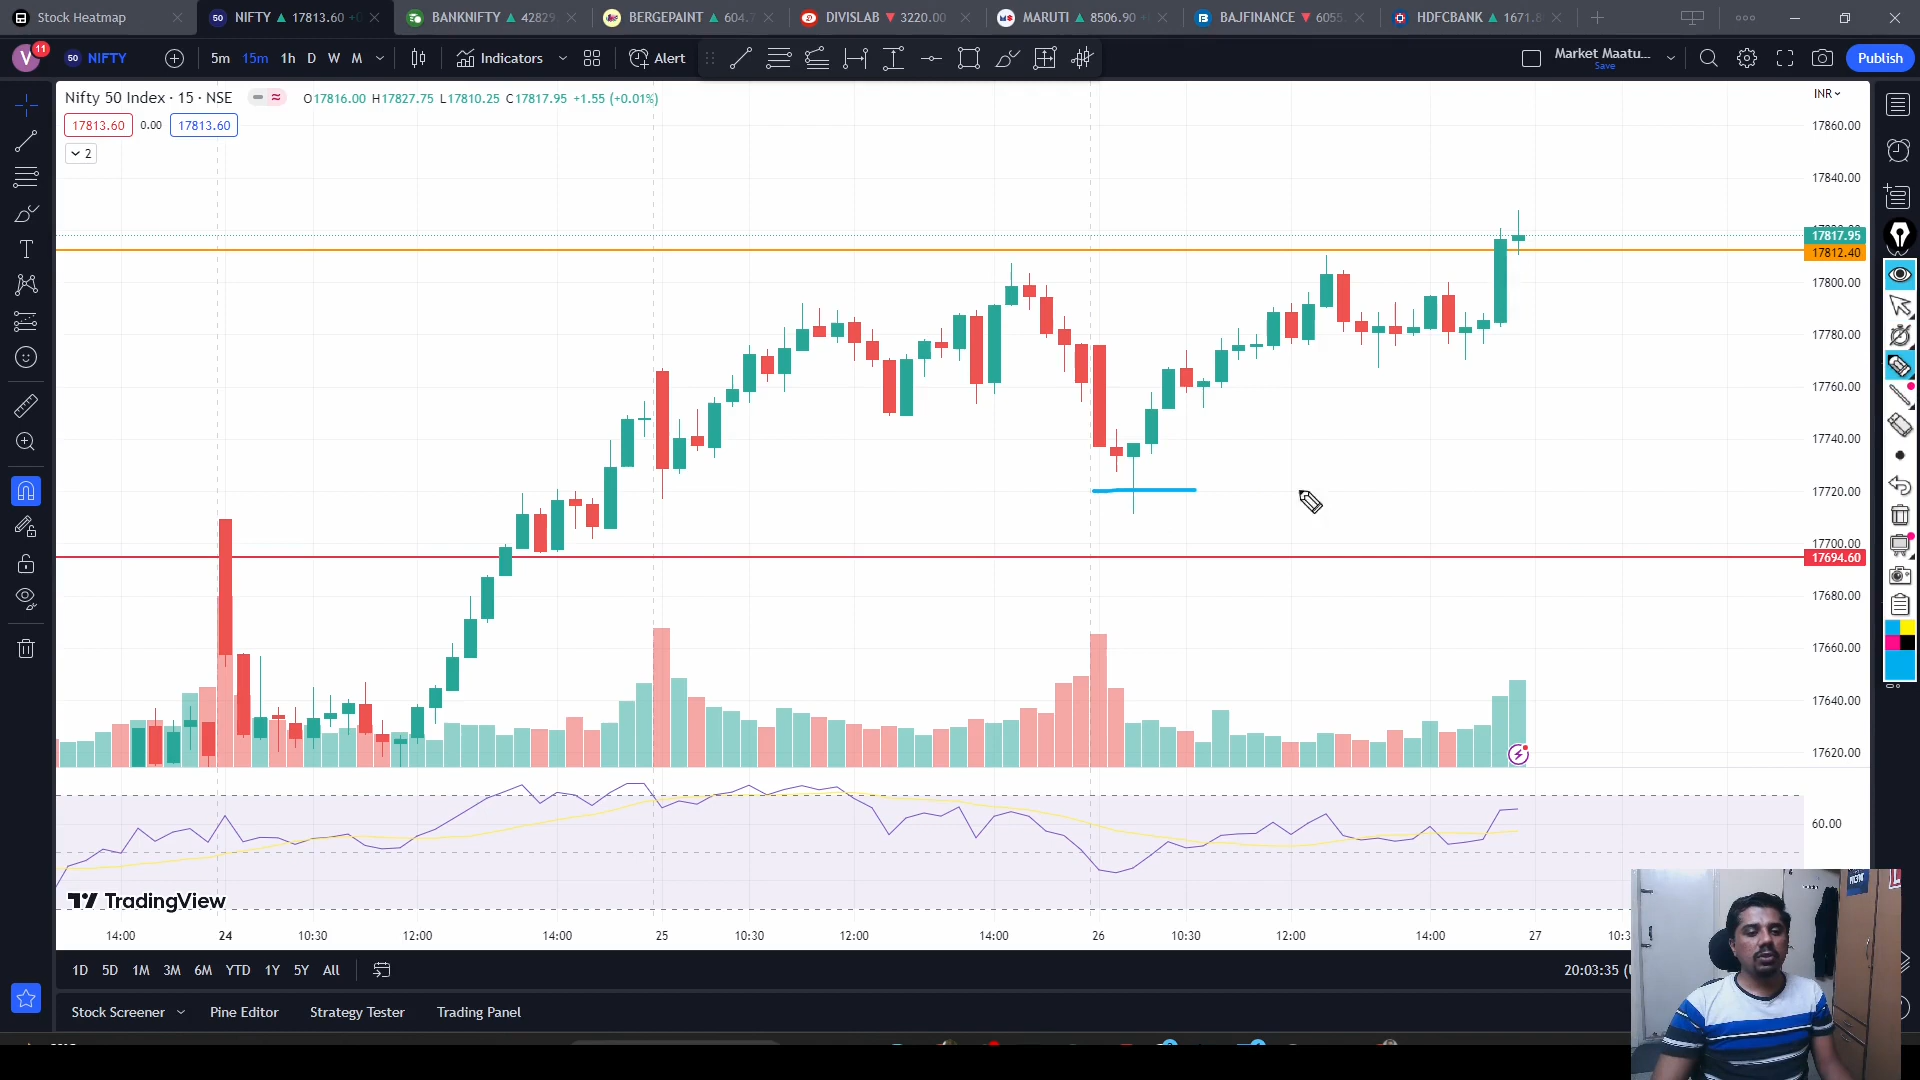 Stock Heatmap
50 NIFTY ▲ 17813.60
BANKNIFTY ▲ 42829
BERGEPAINT ▲ 604.7
DIVISLAB ▼ 3220.00
MARUTI ▲ 8506.90
BAJFINANCE ▼ 6055
HDFCBANK ▲ 1671.8
V 11 50 NIFTY 5m 15m 1h D W M Indicators Alert Market Maatu... Save Publish
Nifty 50 Index · 15 · NSE O17816.00 H17827.75 L17810.25 C17817.95 +1.55 (+0.01%)
INR
17813.60 0.00 17813.60
2
17860.00
17840.00
17817.95
17812.40
17800.00
17780.00
17760.00
17740.00
17720.00
17700.00
17694.60
17680.00
17660.00
17640.00
17620.00
60.00
TradingView
14:00 24 10:30 12:00 14:00 25 10:30 12:00 14:00 26 10:30 12:00 14:00 27
1D 5D 1M 3M 6M YTD 1Y 5Y All 20:03:35
Stock Screener Pine Editor Strategy Tester Trading Panel